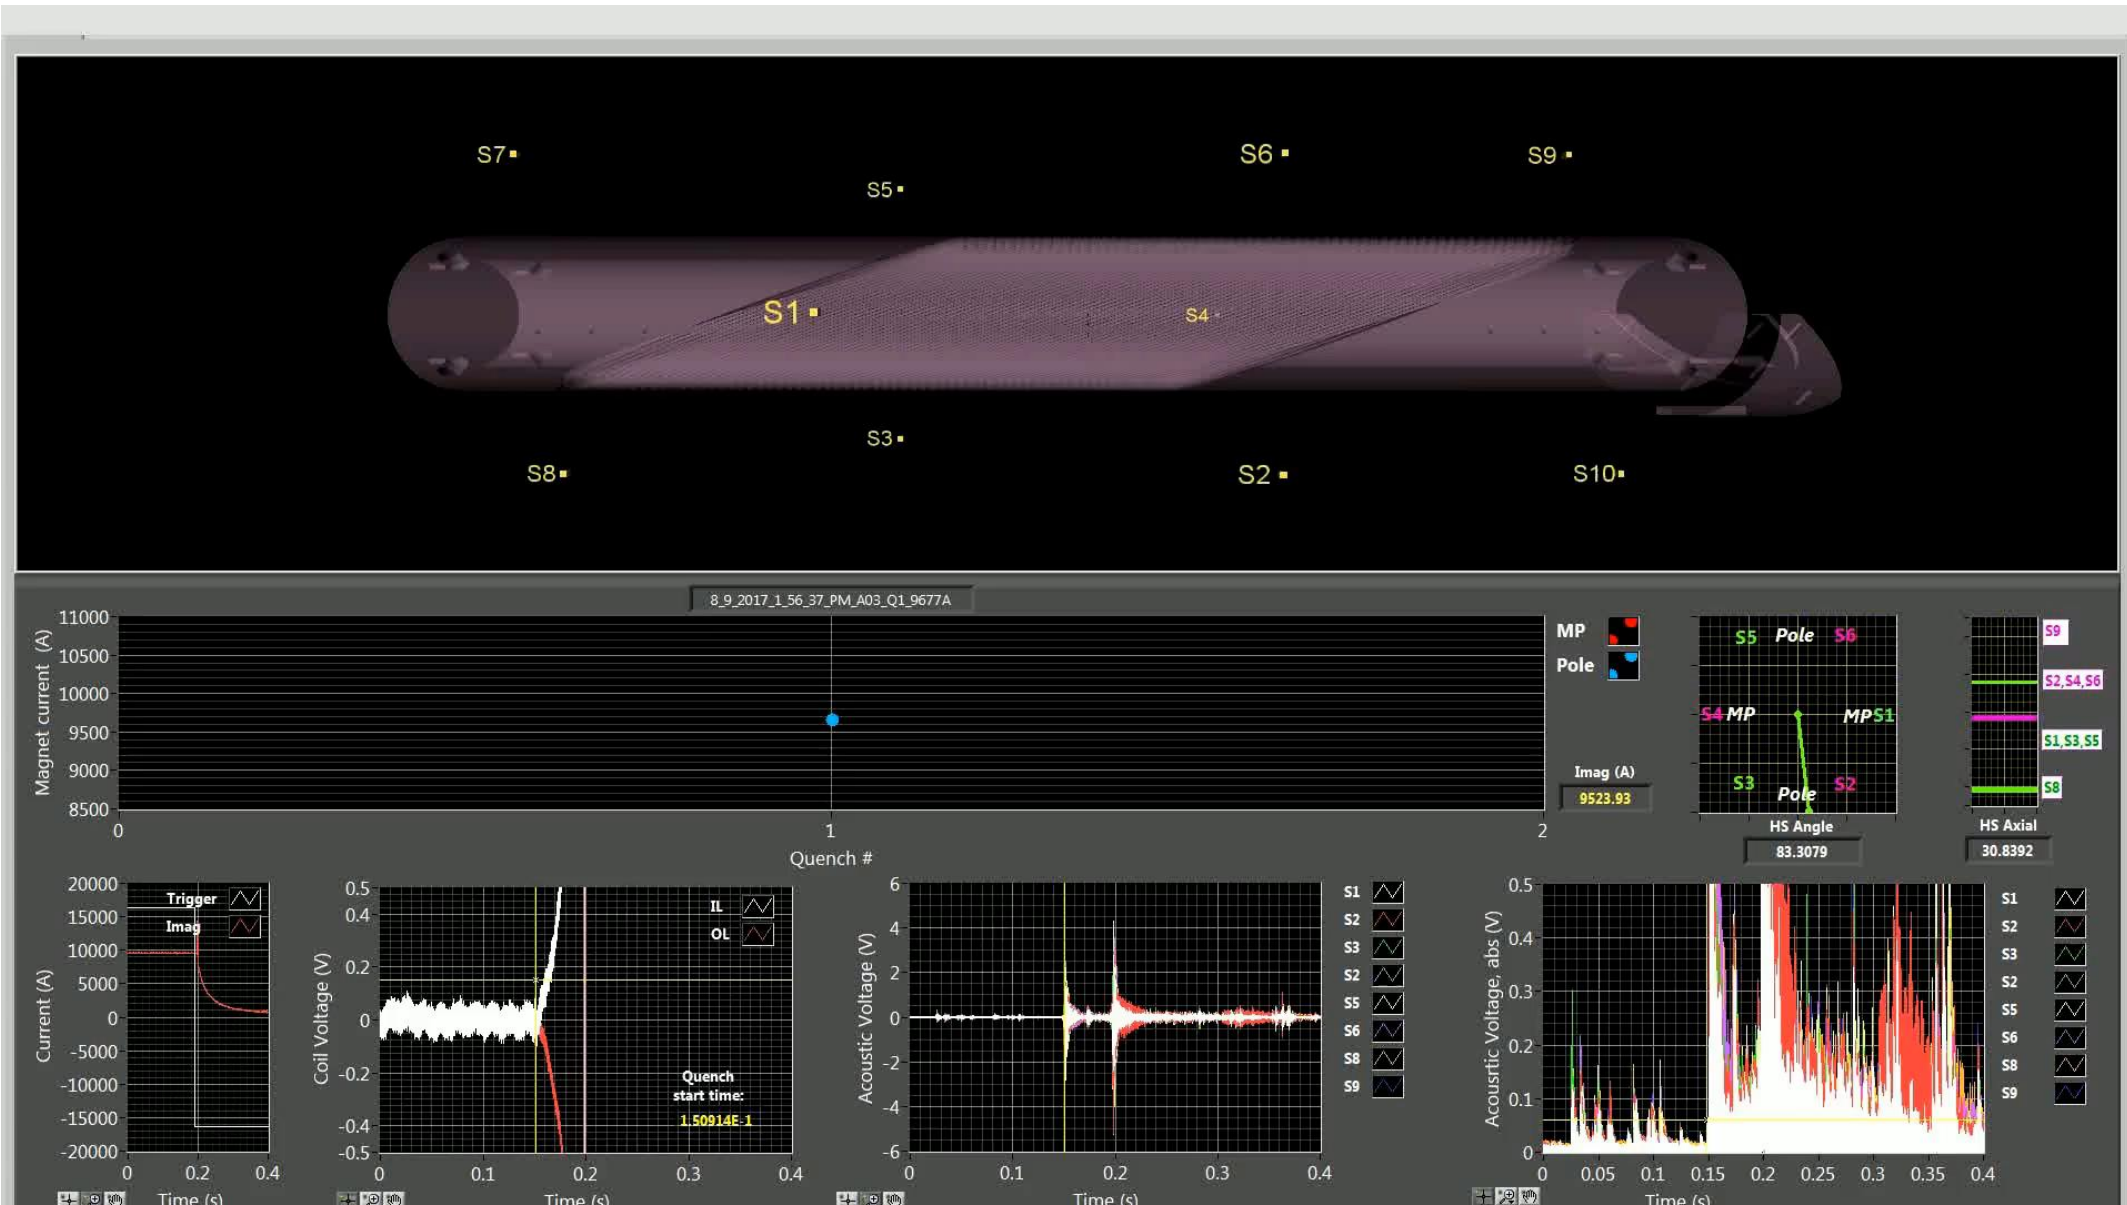 S7
S6
S9
S5
S1
S4
S3
S8
S2
S10
8_9_2017_1_56_37_PM_A03_Q1_9677A
Magnet current (A)
11000
10500
10000
9500
9000
8500
0
1
2
Quench #
MP
Pole
Imag (A)
9523.93
S5 Pole S6
S4 MP MP S1
S3 S2
Pole
HS Angle
83.3079
S9
S2,S4,S6
S1,S3,S5
S8
HS Axial
30.8392
Current (A)
20000
15000
10000
5000
0
-5000
-10000
-15000
-20000
Trigger
Imag
0 0.2 0.4
Time (s)
Coil Voltage (V)
0.5
0.4
0.2
0
-0.2
-0.4
-0.5
IL
OL
Quench
start time:
1.50914E-1
0 0.1 0.2 0.3 0.4
Time (s)
Acoustic Voltage (V)
6
4
2
0
-2
-4
-6
0 0.1 0.2 0.3 0.4
Time (s)
S1
S2
S3
S2
S5
S6
S8
S9
Acousrtic Voltage, abs (V)
0.5
0.4
0.3
0.2
0.1
0
0 0.05 0.1 0.15 0.2 0.25 0.3 0.35 0.4
Time (s)
S1
S2
S3
S2
S5
S6
S8
S9